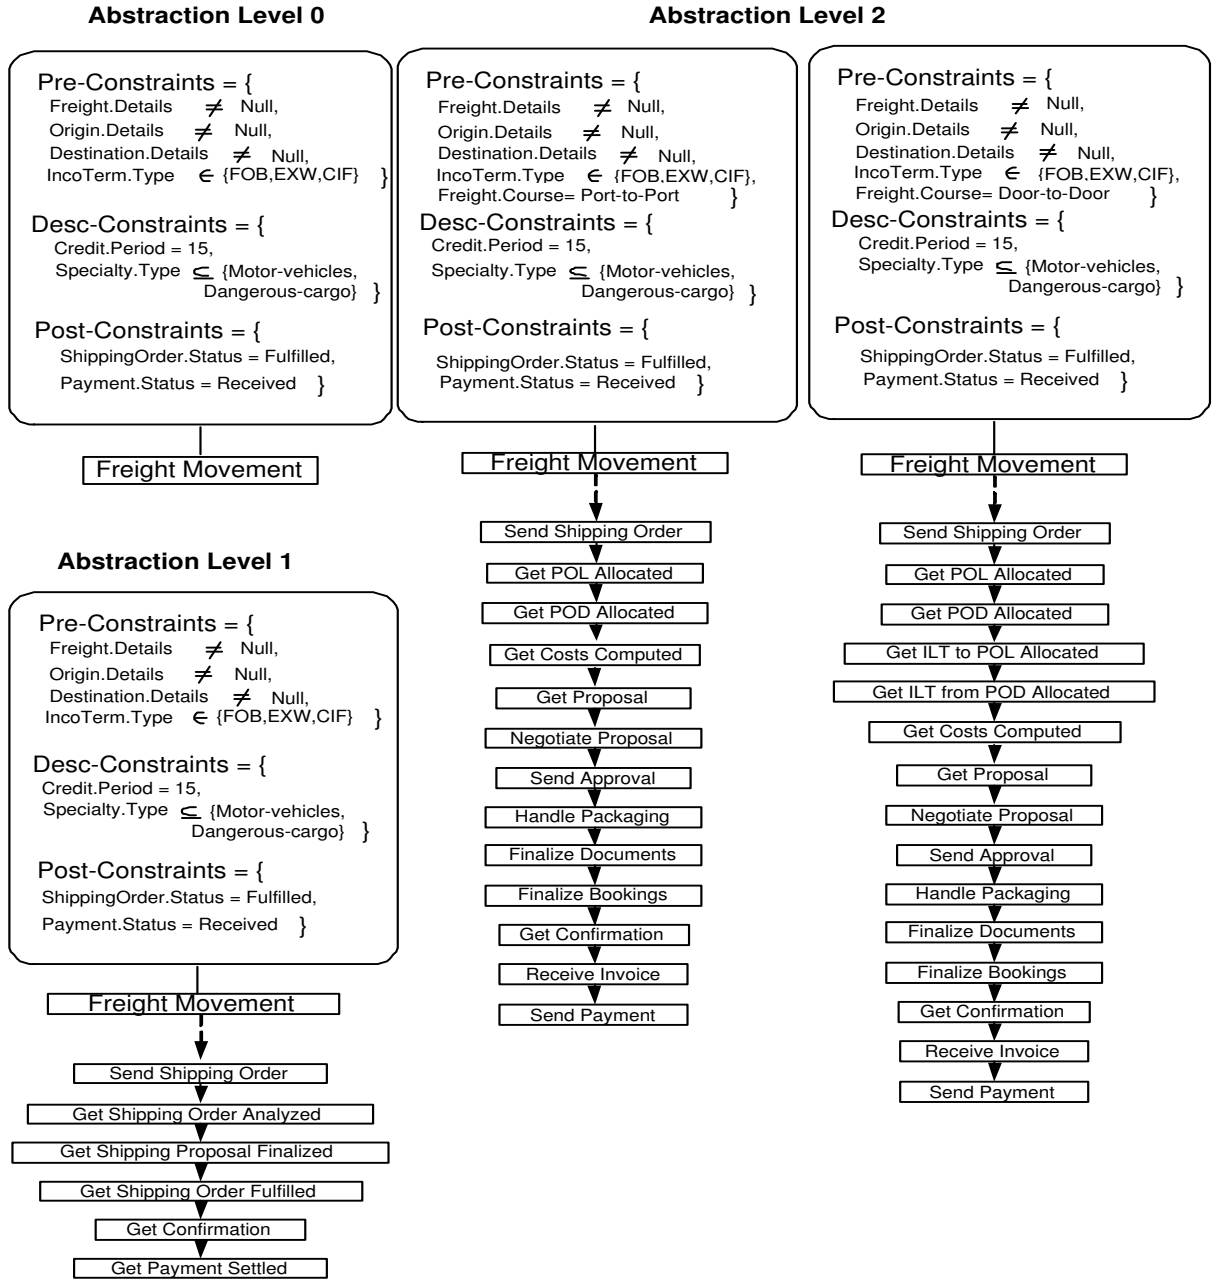 Abstraction Level 0
Pre-Constraints = {
Freight.Details ≠ Null,
Origin.Details ≠ Null,
Destination.Details ≠ Null,
IncoTerm.Type ∈ {FOB,EXW,CIF} }
Desc-Constraints = {
Credit.Period = 15,
Specialty.Type ⊆ {Motor-vehicles,
Dangerous-cargo} }
Post-Constraints = {
ShippingOrder.Status = Fulfilled,
Payment.Status = Received }
Freight Movement
Abstraction Level 1
Pre-Constraints = {
Freight.Details ≠ Null,
Origin.Details ≠ Null,
Destination.Details ≠ Null,
IncoTerm.Type ∈ {FOB,EXW,CIF} }
Desc-Constraints = {
Credit.Period = 15,
Specialty.Type ⊆ {Motor-vehicles,
Dangerous-cargo} }
Post-Constraints = {
ShippingOrder.Status = Fulfilled,
Payment.Status = Received }
Freight Movement
Send Shipping Order
Get Shipping Order Analyzed
Get Shipping Proposal Finalized
Get Shipping Order Fulfilled
Get Confirmation
Get Payment Settled
Abstraction Level 2
Pre-Constraints = {
Freight.Details ≠ Null,
Origin.Details ≠ Null,
Destination.Details ≠ Null,
IncoTerm.Type ∈ {FOB,EXW,CIF},
Freight.Course= Port-to-Port }
Desc-Constraints = {
Credit.Period = 15,
Specialty.Type ⊆ {Motor-vehicles,
Dangerous-cargo} }
Post-Constraints = {
ShippingOrder.Status = Fulfilled,
Payment.Status = Received }
Freight Movement
Send Shipping Order
Get POL Allocated
Get POD Allocated
Get Costs Computed
Get Proposal
Negotiate Proposal
Send Approval
Handle Packaging
Finalize Documents
Finalize Bookings
Get Confirmation
Receive Invoice
Send Payment
Pre-Constraints = {
Freight.Details ≠ Null,
Origin.Details ≠ Null,
Destination.Details ≠ Null,
IncoTerm.Type ∈ {FOB,EXW,CIF},
Freight.Course= Door-to-Door }
Desc-Constraints = {
Credit.Period = 15,
Specialty.Type ⊆ {Motor-vehicles,
Dangerous-cargo} }
Post-Constraints = {
ShippingOrder.Status = Fulfilled,
Payment.Status = Received }
Freight Movement
Send Shipping Order
Get POL Allocated
Get POD Allocated
Get ILT to POL Allocated
Get ILT from POD Allocated
Get Costs Computed
Get Proposal
Negotiate Proposal
Send Approval
Handle Packaging
Finalize Documents
Finalize Bookings
Get Confirmation
Receive Invoice
Send Payment